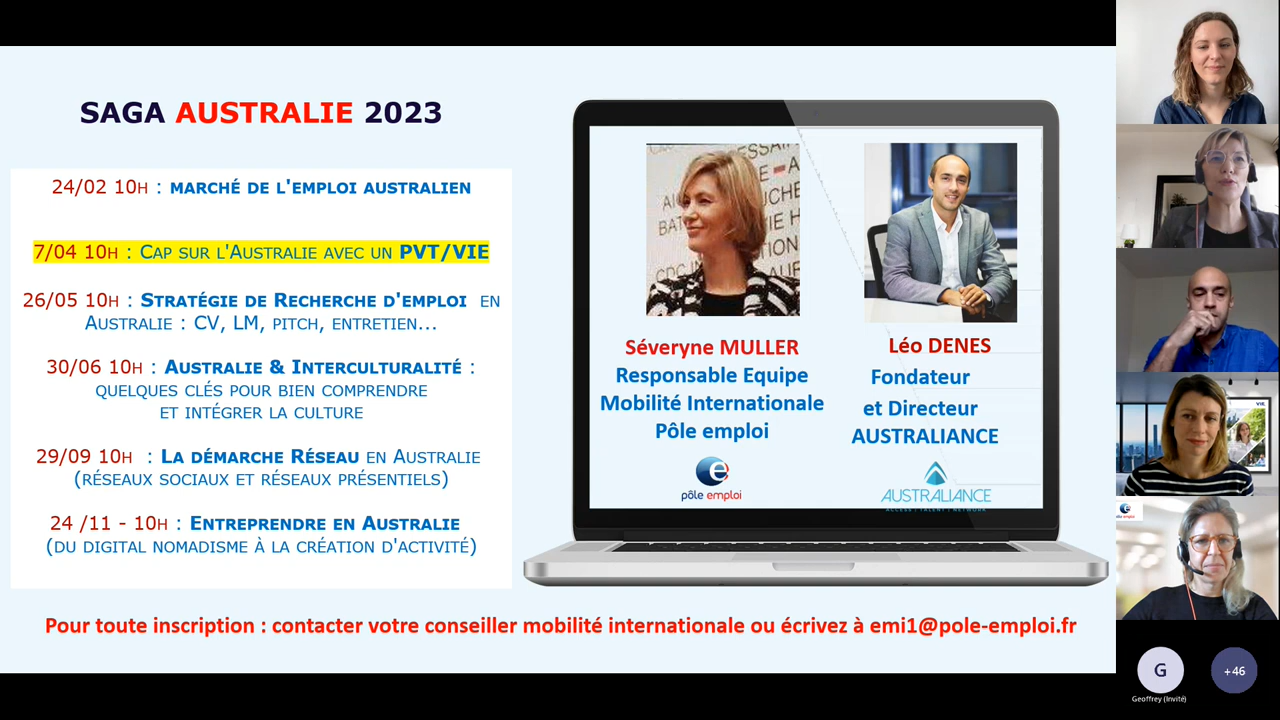 SAGA AUSTRALIE 2023
24/02 10H : MARCHÉ DE L'EMPLOI AUSTRALIEN
7/04 10H : CAP SUR L'AUSTRALIE AVEC UN PVT/VIE
26/05 10H : STRATÉGIE DE RECHERCHE D'EMPLOI EN
AUSTRALIE : CV, LM, PITCH, ENTRETIEN...
30/06 10H : AUSTRALIE & INTERCULTURALITÉ :
QUELQUES CLÉS POUR BIEN COMPRENDRE
ET INTÉGRER LA CULTURE
29/09 10H : LA DÉMARCHE RÉSEAU EN AUSTRALIE
(RÉSEAUX SOCIAUX ET RÉSEAUX PRÉSENTIELS)
24 /11 - 10H : ENTREPRENDRE EN AUSTRALIE
(DU DIGITAL NOMADISME À LA CRÉATION D'ACTIVITÉ)
Séveryne MULLER
Responsable Equipe
Mobilité Internationale
Pôle emploi
pôle emploi
Léo DENES
Fondateur
et Directeur
AUSTRALIANCE
AUSTRALIANCE
ACCESS | TALENT | NETWORK
Pour toute inscription : contacter votre conseiller mobilité internationale ou écrivez à emi1@pole-emploi.fr
pôle emploi
G
Geoffrey (Invité)
+46